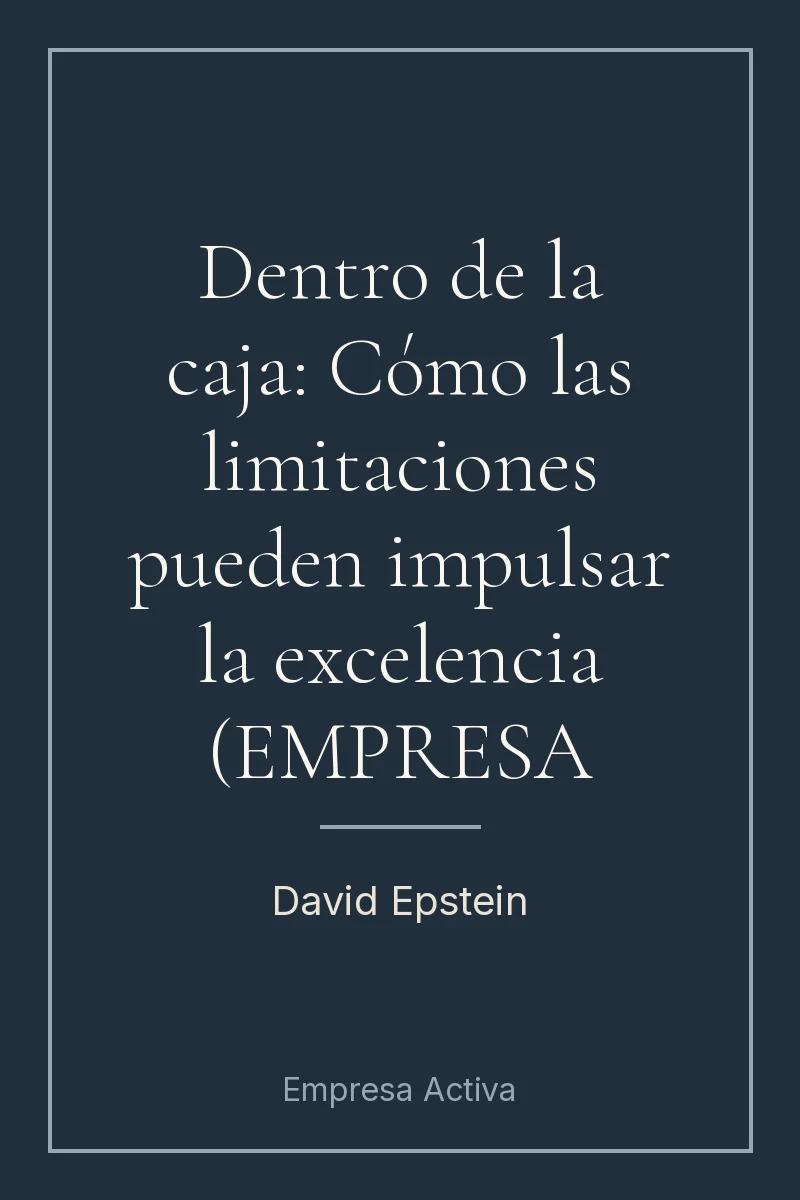 Dentro de la
caja: Cómo las
limitaciones
pueden impulsar
la excelencia
(EMPRESA
David Epstein
Empresa Activa